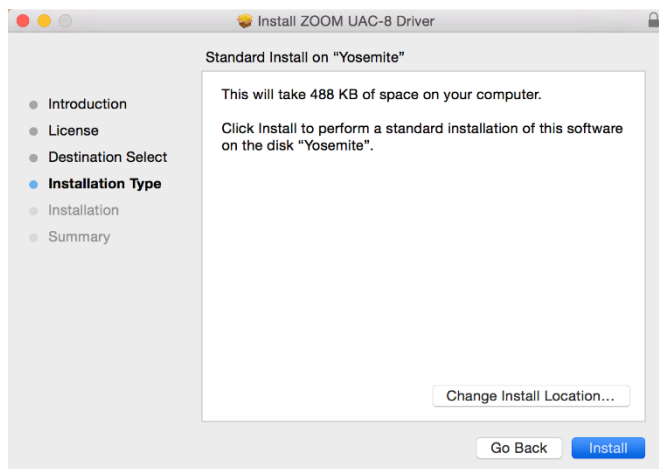 Install ZOOM UAC-8 Driver
Standard Install on “Yosemite”
Introduction
License
Destination Select
Installation Type
Installation
Summary
This will take 488 KB of space on your computer.
Click Install to perform a standard installation of this software
on the disk “Yosemite”.
Change Install Location...
Go Back
Install